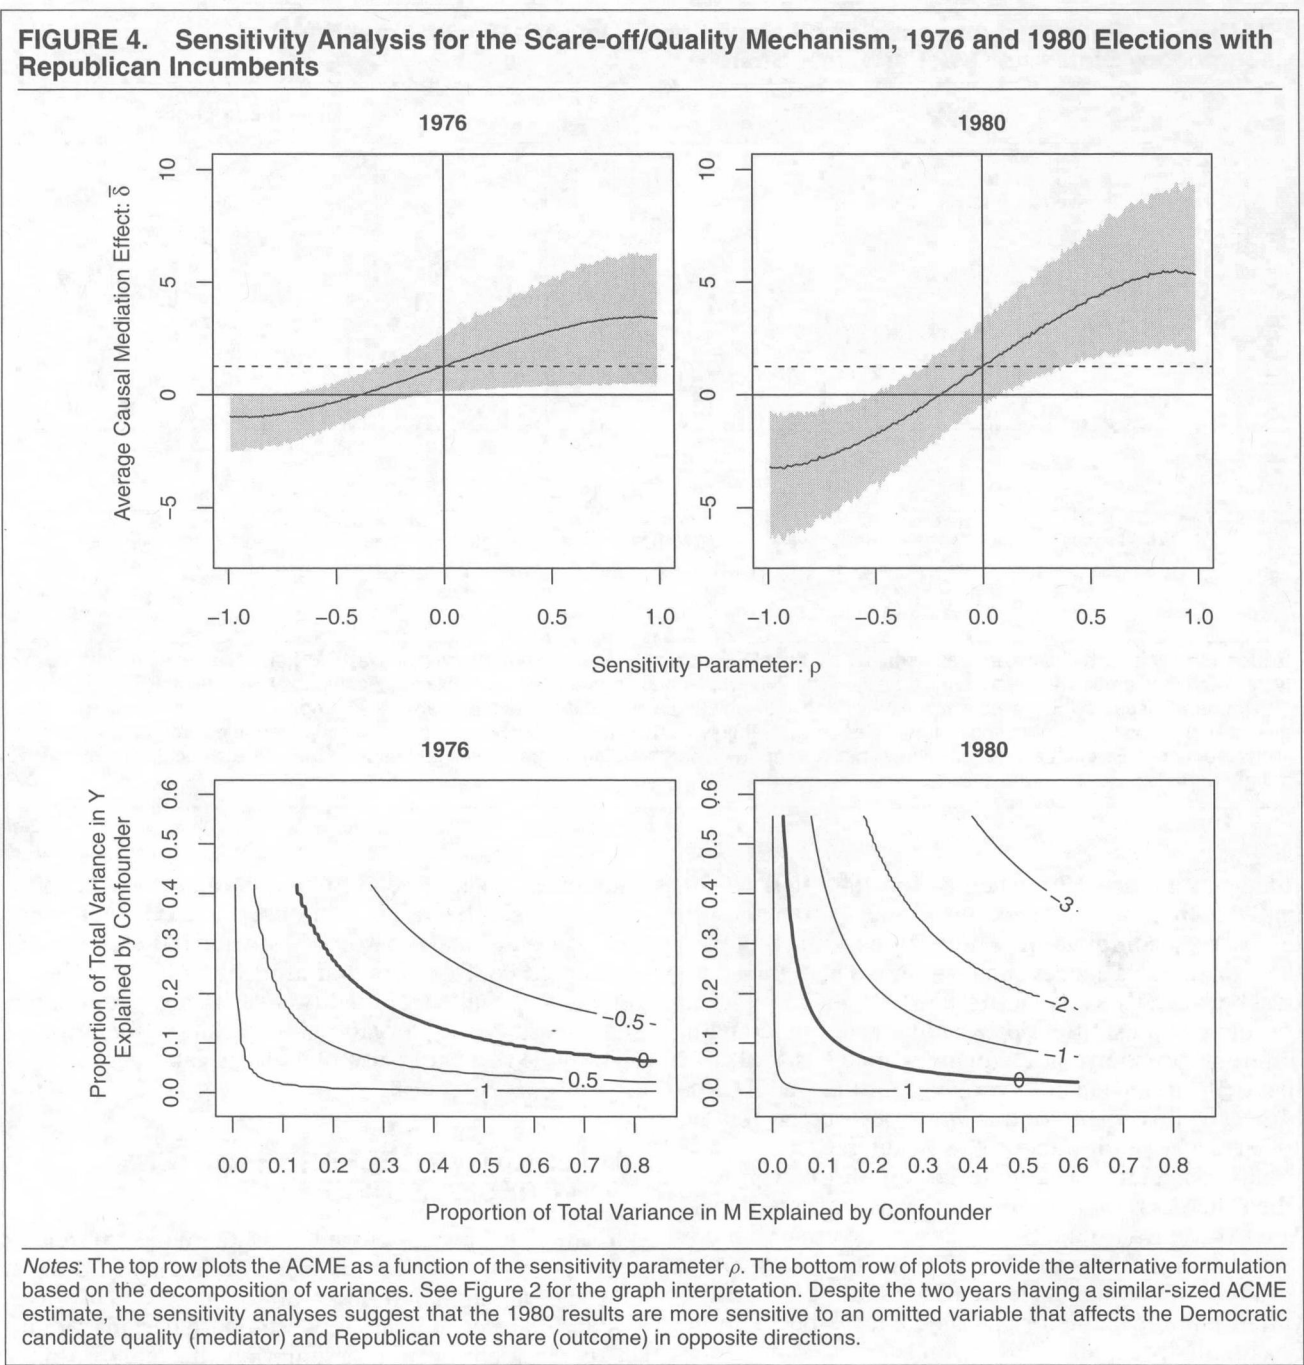 FIGURE 4. Sensitivity Analysis for the Scare-off/Quality Mechanism, 1976 and 1980 Elections with
Republican Incumbents
1976
1980
Average Causal Mediation Effect: δ̄
10
5
0
−5
10
5
0
−5
−1.0 −0.5 0.0 0.5 1.0
−1.0 −0.5 0.0 0.5 1.0
Sensitivity Parameter: ρ
1976
1980
Proportion of Total Variance in Y
Explained by Confounder
0.6
0.5
0.4
0.3
0.2
0.1
0.0
−0.5
0
0.5
1
0.6
0.5
0.4
0.3
0.2
0.1
0.0
−3
−2
−1
0
1
0.0 0.1 0.2 0.3 0.4 0.5 0.6 0.7 0.8
0.0 0.1 0.2 0.3 0.4 0.5 0.6 0.7 0.8
Proportion of Total Variance in M Explained by Confounder
Notes: The top row plots the ACME as a function of the sensitivity parameter ρ. The bottom row of plots provide the alternative formulation
based on the decomposition of variances. See Figure 2 for the graph interpretation. Despite the two years having a similar-sized ACME
estimate, the sensitivity analyses suggest that the 1980 results are more sensitive to an omitted variable that affects the Democratic
candidate quality (mediator) and Republican vote share (outcome) in opposite directions.